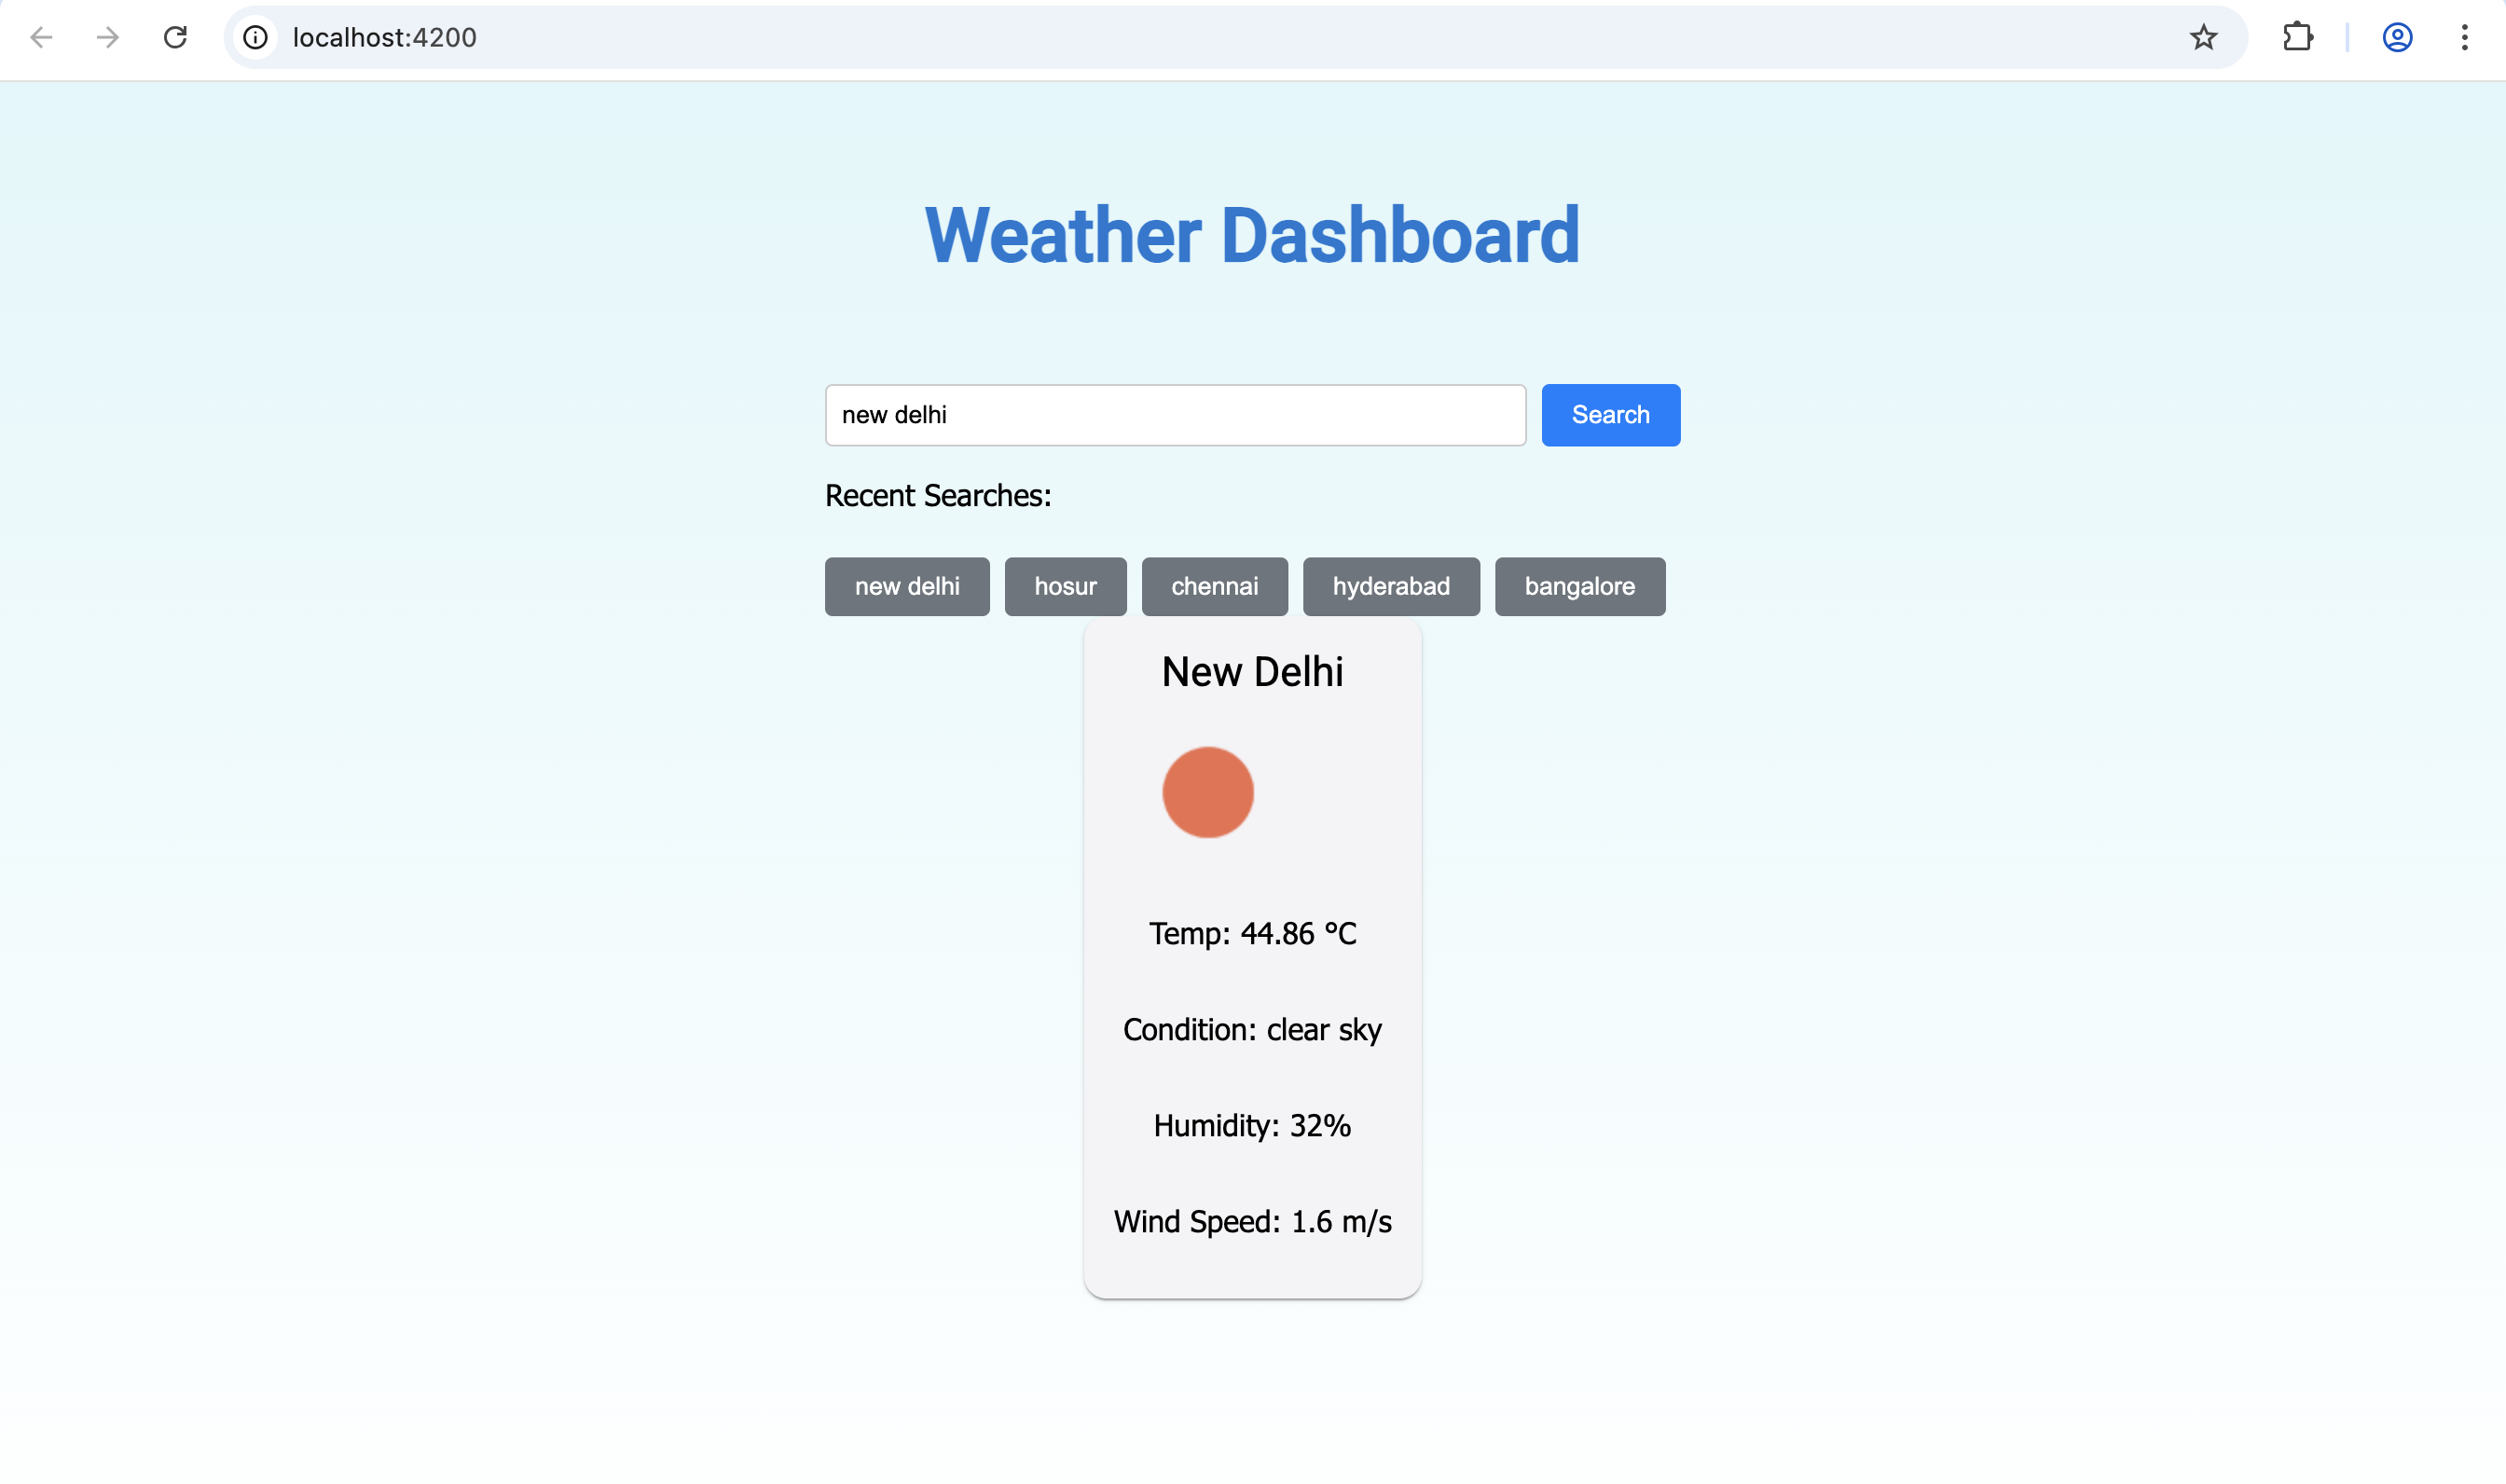 localhost:4200
Weather Dashboard
new delhi Search
Recent Searches:
new delhi hosur chennai hyderabad bangalore
New Delhi
Temp: 44.86 °C
Condition: clear sky
Humidity: 32%
Wind Speed: 1.6 m/s